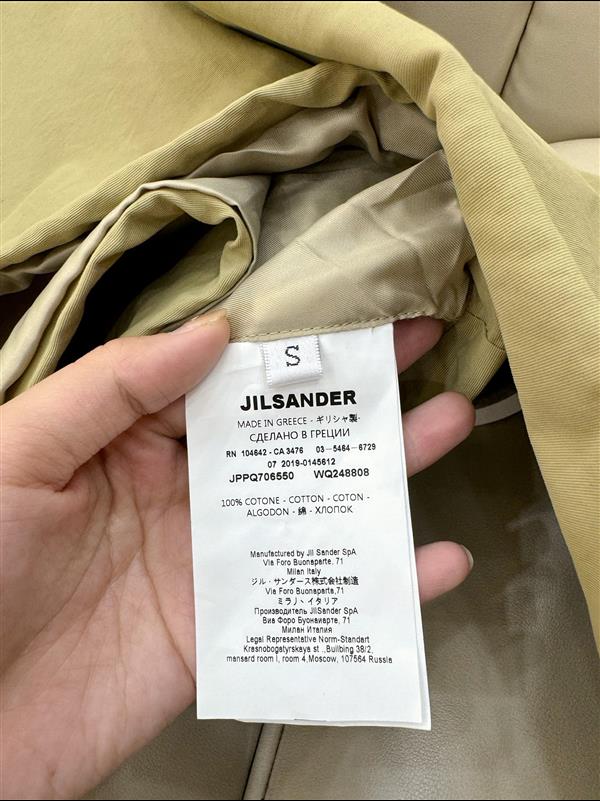 S
JILSANDER
MADE IN GREECE - ギリシャ製-
СДЕЛАНО В ГРЕЦИИ
RN 104642 - CA 3476 03-5464-6729
07 2019-0145612
JPPQ706550 WQ248808
100% COTONE - COTTON - COTON -
ALGODON - 綿 - ХЛОПОК
Manufactured by Jil Sander SpA
Via Foro Buonaparte, 71
Milan Italy
ジル・サンダース株式会社制造
Via Foro Buonaparte,71
ミラノ、イタリア
Производитель JilSander SpA
Виа Форо Буонаиарте, 71
Милан Италия
Legal Representative Norm-Standart
Krasnobogatyrskaya st .,Builbing 38/2,
mansard room I, room 4,Moscow, 107564 Russia